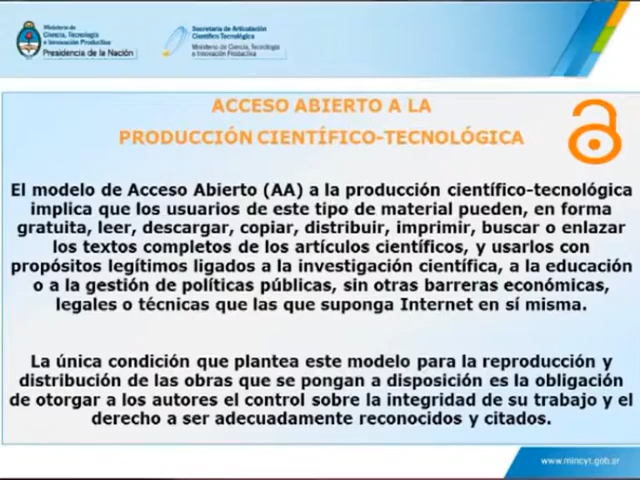 Ministerio de
Ciencia, Tecnología
e Innovación Productiva
Presidencia de la Nación
Secretaría de Articulación
Científico Tecnológica
Ministerio de Ciencia, Tecnología
e Innovación Productiva
ACCESO ABIERTO A LA
PRODUCCIÓN CIENTÍFICO-TECNOLÓGICA
El modelo de Acceso Abierto (AA) a la producción científico-tecnológica
implica que los usuarios de este tipo de material pueden, en forma
gratuita, leer, descargar, copiar, distribuir, imprimir, buscar o enlazar
los textos completos de los artículos científicos, y usarlos con
propósitos legítimos ligados a la investigación científica, a la educación
o a la gestión de políticas públicas, sin otras barreras económicas,
legales o técnicas que las que suponga Internet en sí misma.
La única condición que plantea este modelo para la reproducción y
distribución de las obras que se pongan a disposición es la obligación
de otorgar a los autores el control sobre la integridad de su trabajo y el
derecho a ser adecuadamente reconocidos y citados.
www.mincyt.gob.ar